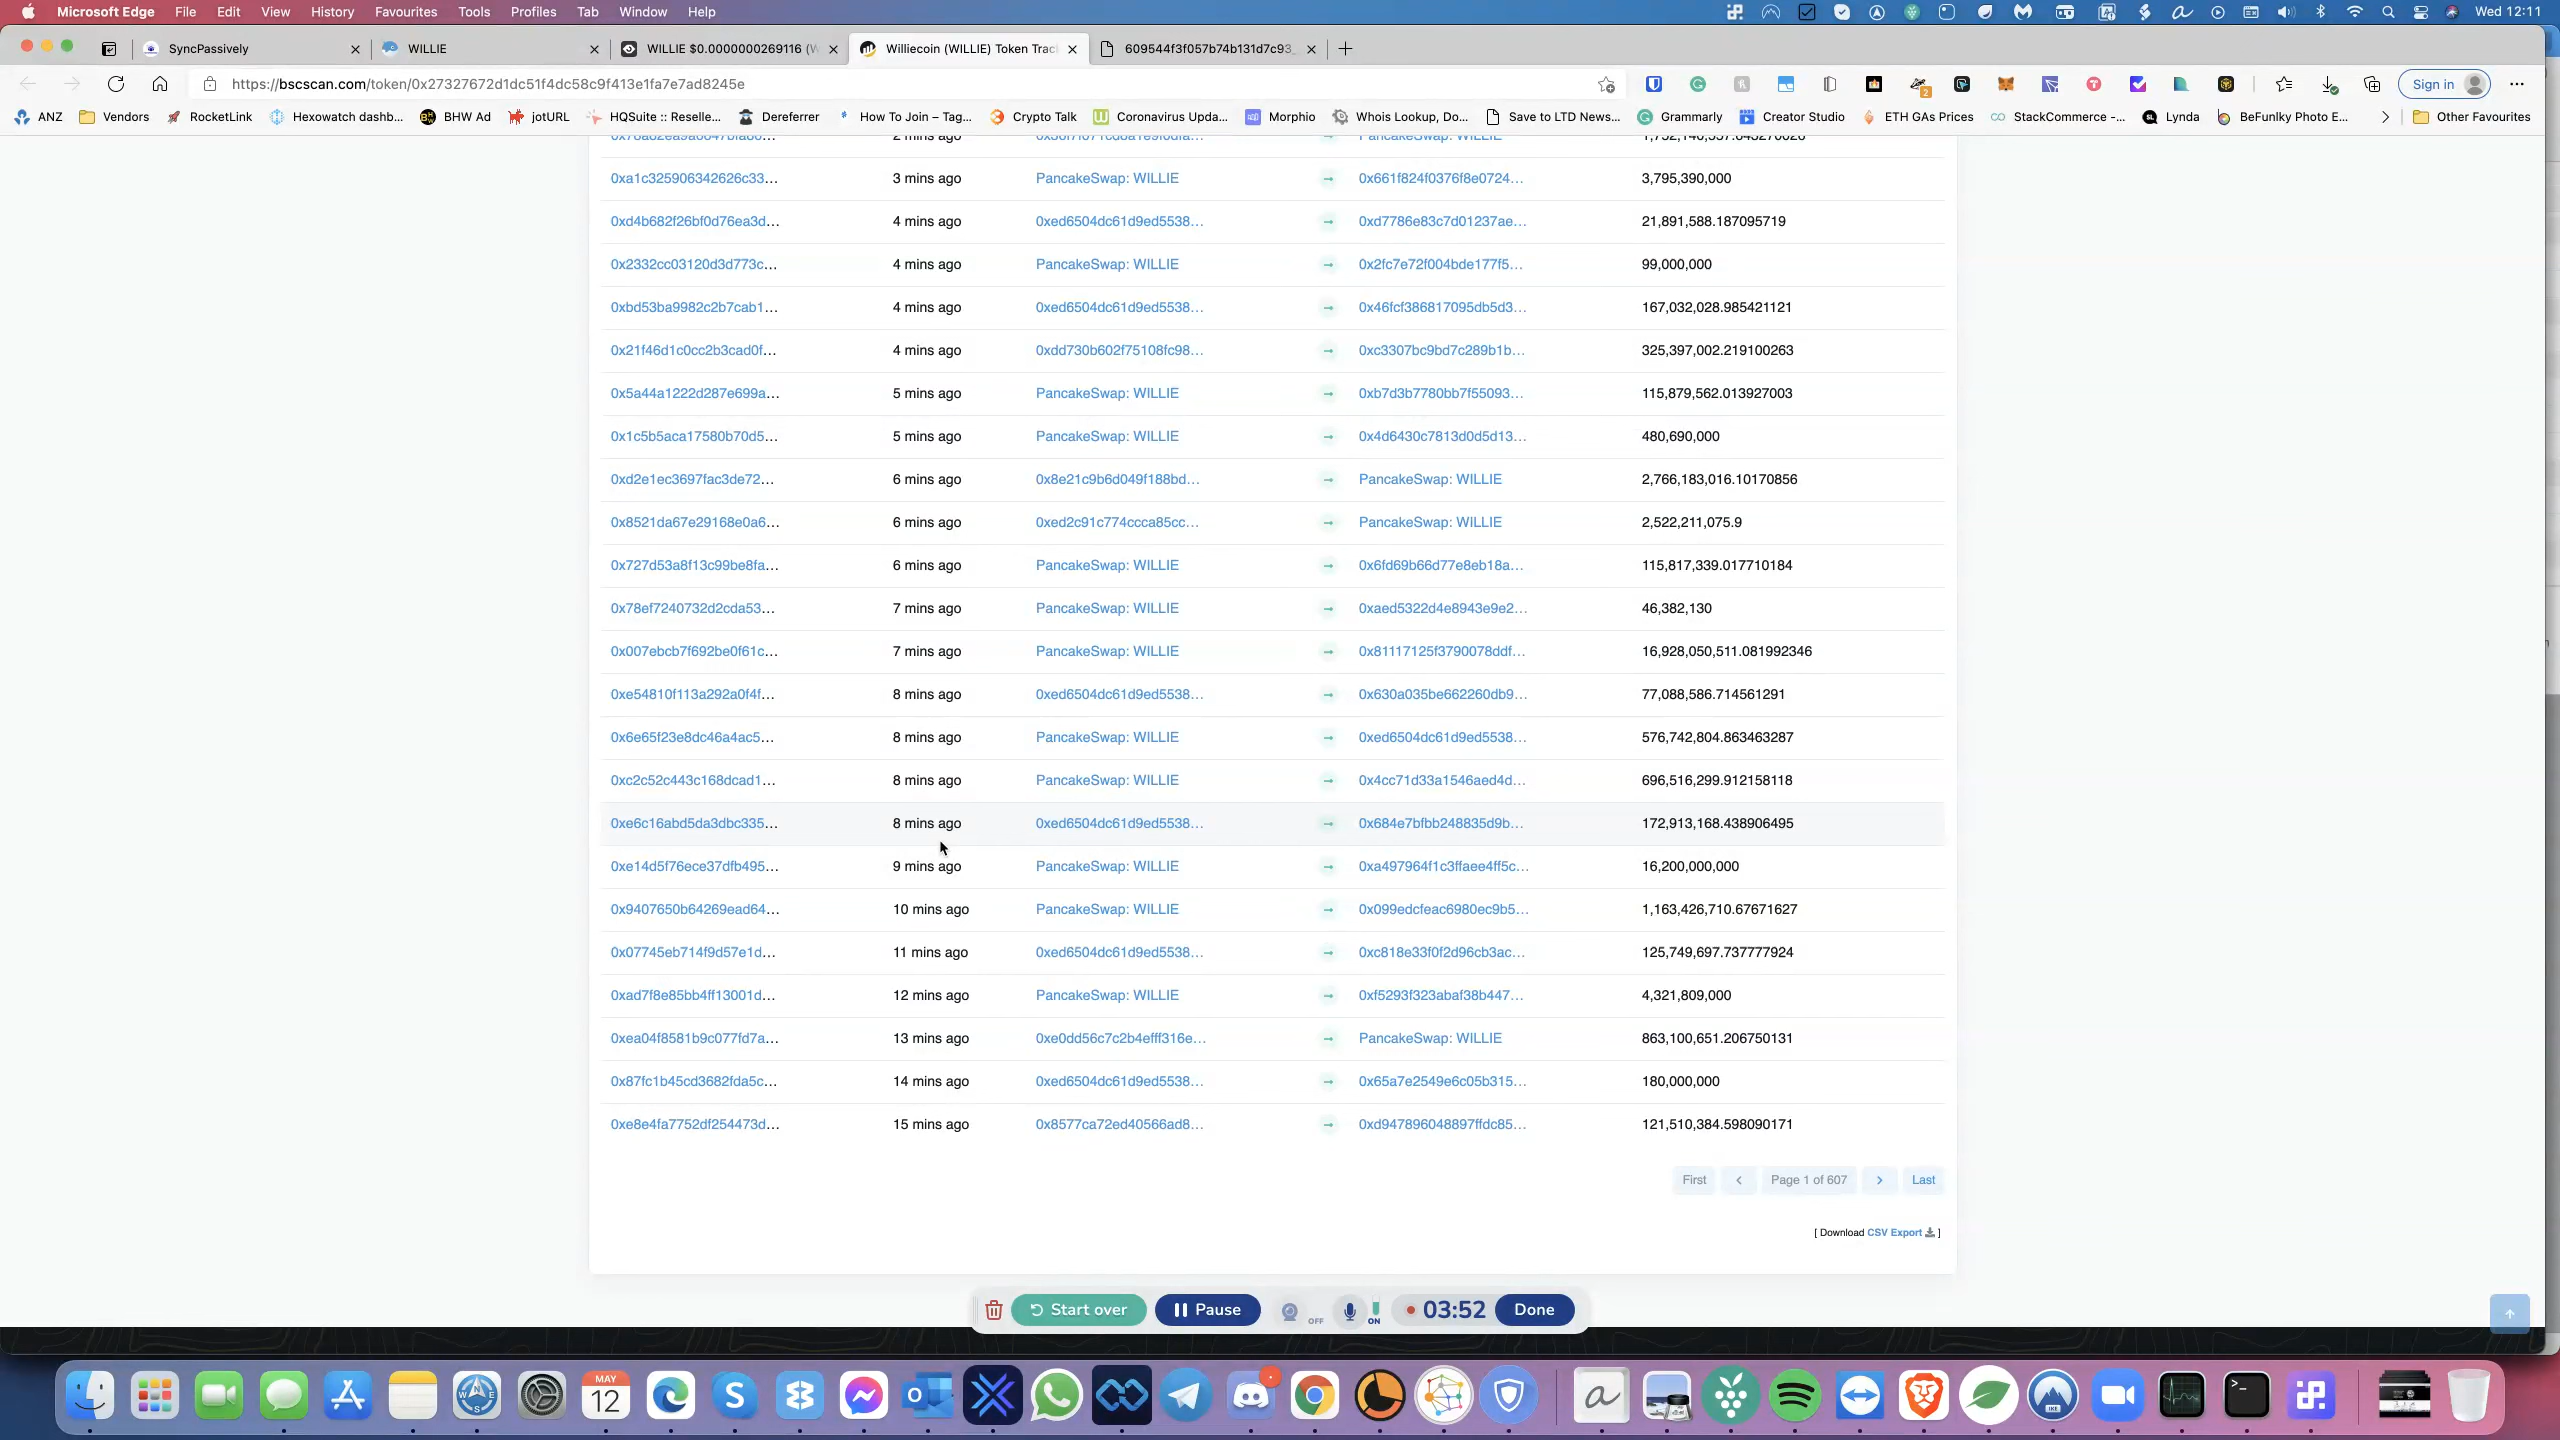 Microsoft Edge File Edit View History Favourites Tools Profiles Tab Window Help Wed 12:11
SyncPassively WILLIE WILLIE $0.0000000269116 (W Williecoin (WILLIE) Token Trac 609544f3f057b74b131d7c93_
https://bscscan.com/token/0x27327672d1dc51f4dc58c9f413e1fa7e7ad8245e 2 Sign in
ANZ Vendors RocketLink Hexowatch dashb... BHW Ad jotURL HQSuite :: Reselle... Dereferrer How To Join – Tag... Crypto Talk Coronavirus Upda... Morphio Whois Lookup, Do... Save to LTD News... Grammarly Creator Studio ETH GAs Prices StackCommerce -... Lynda BeFunlky Photo E... Other Favourites
2 mins ago PancakeSwap: WILLIE
0xa1c325906342626c33... 3 mins ago PancakeSwap: WILLIE 0x661f824f0376f8e0724... 3,795,390,000
0xd4b682f26bf0d76ea3d... 4 mins ago 0xed6504dc61d9ed5538... 0xd7786e83c7d01237ae... 21,891,588.187095719
0x2332cc03120d3d773c... 4 mins ago PancakeSwap: WILLIE 0x2fc7e72f004bde177f5... 99,000,000
0xbd53ba9982c2b7cab1... 4 mins ago 0xed6504dc61d9ed5538... 0x46fcf386817095db5d3... 167,032,028.985421121
0x21f46d1c0cc2b3cad0f... 4 mins ago 0xdd730b602f75108fc98... 0xc3307bc9bd7c289b1b... 325,397,002.219100263
0x5a44a1222d287e699a... 5 mins ago PancakeSwap: WILLIE 0xb7d3b7780bb7f55093... 115,879,562.013927003
0x1c5b5aca17580b70d5... 5 mins ago PancakeSwap: WILLIE 0x4d6430c7813d0d5d13... 480,690,000
0xd2e1ec3697fac3de72... 6 mins ago 0x8e21c9b6d049f188bd... PancakeSwap: WILLIE 2,766,183,016.10170856
0x8521da67e29168e0a6... 6 mins ago 0xed2c91c774ccca85cc... PancakeSwap: WILLIE 2,522,211,075.9
0x727d53a8f13c99be8fa... 6 mins ago PancakeSwap: WILLIE 0x6fd69b66d77e8eb18a... 115,817,339.017710184
0x78ef7240732d2cda53... 7 mins ago PancakeSwap: WILLIE 0xaed5322d4e8943e9e2... 46,382,130
0x007ebcb7f692be0f61c... 7 mins ago PancakeSwap: WILLIE 0x81117125f3790078ddf... 16,928,050,511.081992346
0xe54810f113a292a0f4f... 8 mins ago 0xed6504dc61d9ed5538... 0x630a035be662260db9... 77,088,586.714561291
0x6e65f23e8dc46a4ac5... 8 mins ago PancakeSwap: WILLIE 0xed6504dc61d9ed5538... 576,742,804.863463287
0xc2c52c443c168dcad1... 8 mins ago PancakeSwap: WILLIE 0x4cc71d33a1546aed4d... 696,516,299.912158118
0xe6c16abd5da3dbc335... 8 mins ago 0xed6504dc61d9ed5538... 0x684e7bfbb248835d9b... 172,913,168.438906495
0xe14d5f76ece37dfb495... 9 mins ago PancakeSwap: WILLIE 0xa497964f1c3ffaee4ff5c... 16,200,000,000
0x9407650b64269ead64... 10 mins ago PancakeSwap: WILLIE 0x099edcfeac6980ec9b5... 1,163,426,710.67671627
0x07745eb714f9d57e1d... 11 mins ago 0xed6504dc61d9ed5538... 0xc818e33f0f2d96cb3ac... 125,749,697.737777924
0xad7f8e85bb4ff13001d... 12 mins ago PancakeSwap: WILLIE 0xf5293f323abaf38b447... 4,321,809,000
0xea04f8581b9c077fd7a... 13 mins ago 0xe0dd56c7c2b4efff316e... PancakeSwap: WILLIE 863,100,651.206750131
0x87fc1b45cd3682fda5c... 14 mins ago 0xed6504dc61d9ed5538... 0x65a7e2549e6c05b315... 180,000,000
0xe8e4fa7752df254473d... 15 mins ago 0x8577ca72ed40566ad8... 0xd947896048897ffdc85... 121,510,384.598090171
First Page 1 of 607 Last
[ Download CSV Export ]
Start over Pause OFF ON 03:52 Done
MAY
12